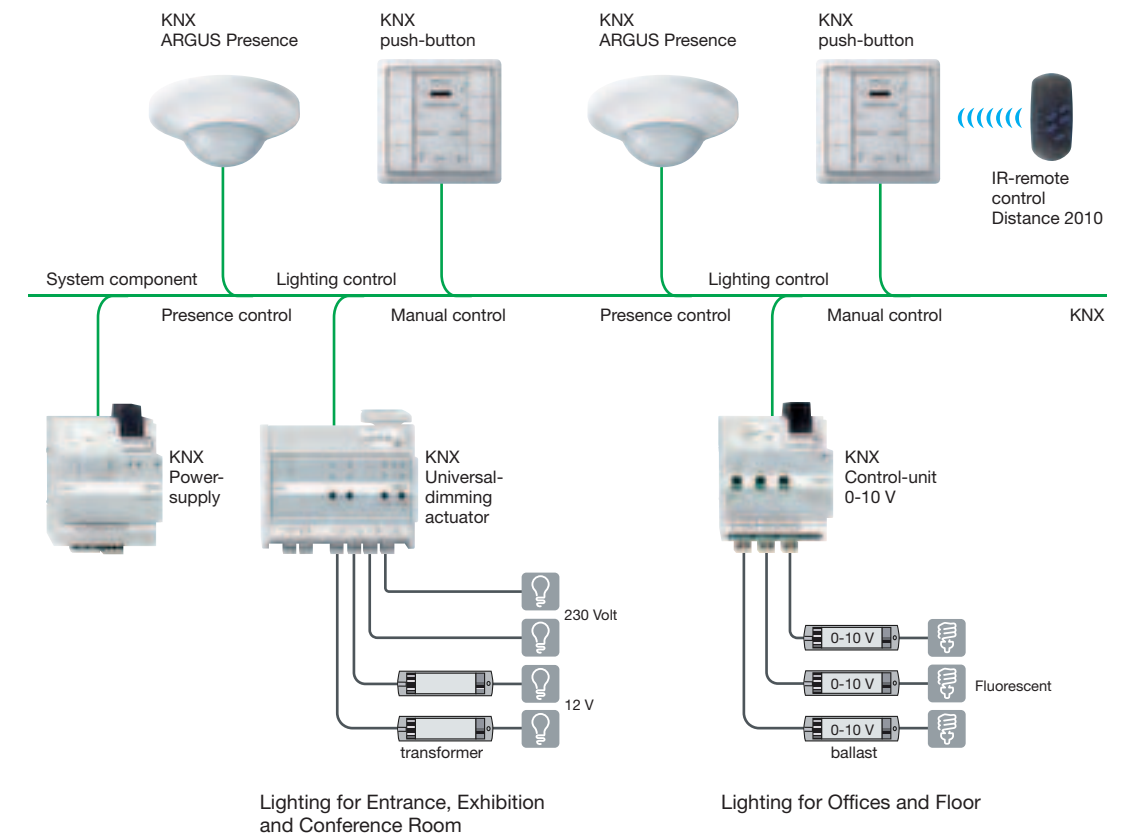 KNX
ARGUS Presence
KNX
push-button
KNX
ARGUS Presence
KNX
push-button
IR-remote
control
Distance 2010
System component
Lighting control
Lighting control
Presence control
Manual control
Presence control
Manual control
KNX
KNX
Power-
supply
KNX
Universal-
dimming
actuator
KNX
Control-unit
0-10 V
230 Volt
12 V
transformer
0-10 V
0-10 V
Fluorescent
0-10 V
ballast
Lighting for Entrance, Exhibition
and Conference Room
Lighting for Offices and Floor